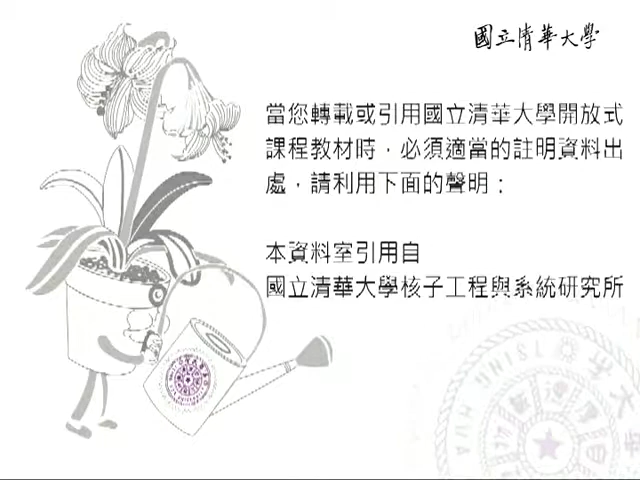 國立清華大學
當您轉載或引用國立清華大學開放式
課程教材時，必須適當的註明資料出
處，請利用下面的聲明：
本資料室引用自
國立清華大學核子工程與系統研究所
TSING HUA